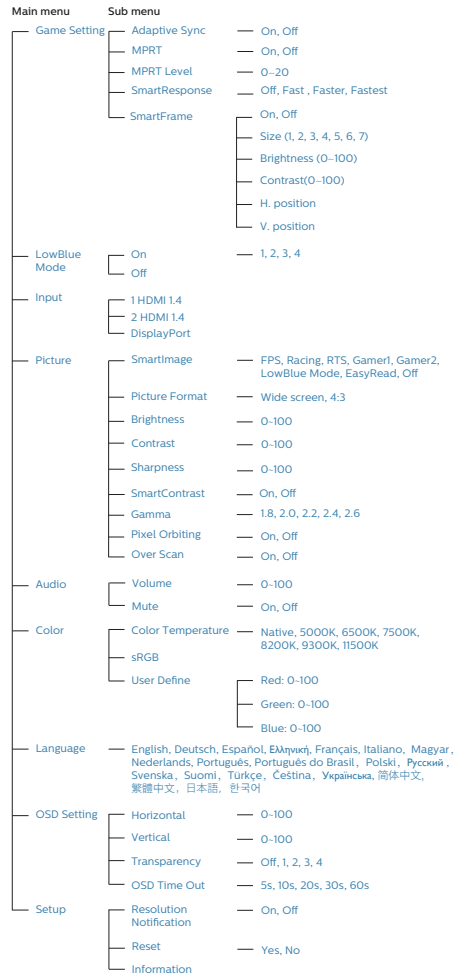 Main menu Sub menu
Game Setting Adaptive Sync On, Off
MPRT On, Off
MPRT Level 0–20
SmartResponse Off, Fast , Faster, Fastest
SmartFrame On, Off
Size (1, 2, 3, 4, 5, 6, 7)
Brightness (0–100)
Contrast(0–100)
H. position
V. position
LowBlue Mode On 1, 2, 3, 4
Off
Input 1 HDMI 1.4
2 HDMI 1.4
DisplayPort
Picture SmartImage FPS, Racing, RTS, Gamer1, Gamer2,
LowBlue Mode, EasyRead, Off
Picture Format Wide screen, 4:3
Brightness 0~100
Contrast 0~100
Sharpness 0~100
SmartContrast On, Off
Gamma 1.8, 2.0, 2.2, 2.4, 2.6
Pixel Orbiting On, Off
Over Scan On, Off
Audio Volume 0~100
Mute On, Off
Color Color Temperature Native, 5000K, 6500K, 7500K,
8200K, 9300K, 11500K
sRGB
User Define Red: 0~100
Green: 0~100
Blue: 0~100
Language English, Deutsch, Español, Ελληνική, Français, Italiano, Magyar,
Nederlands, Português, Português do Brasil, Polski, Русский ,
Svenska, Suomi, Türkçe, Čeština, Українська, 简体中文,
繁體中文, 日本語, 한국어
OSD Setting Horizontal 0~100
Vertical 0~100
Transparency Off, 1, 2, 3, 4
OSD Time Out 5s, 10s, 20s, 30s, 60s
Setup Resolution Notification On, Off
Reset Yes, No
Information